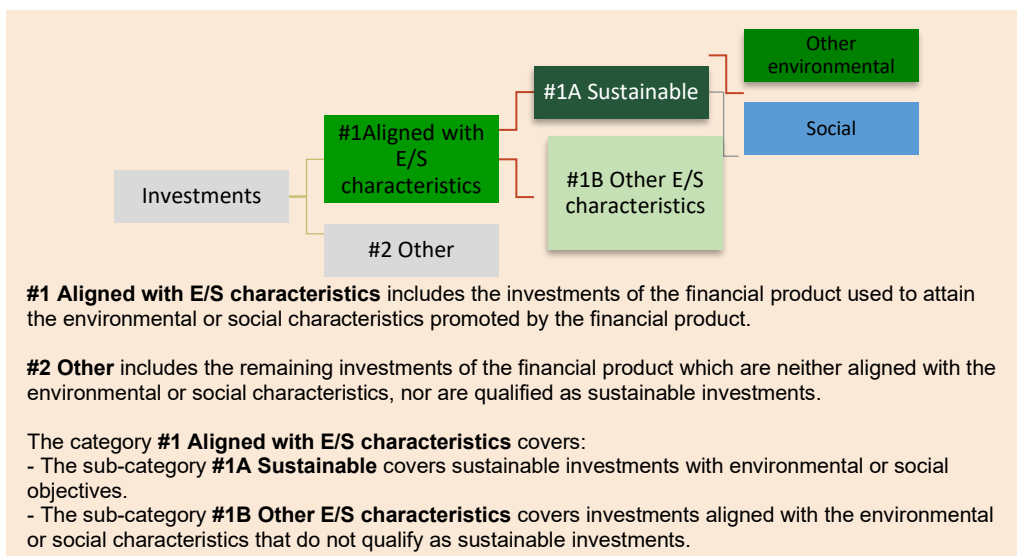 Other
environmental
#1A Sustainable
Social
#1Aligned with
E/S
characteristics
#1B Other E/S
characteristics
Investments
#2 Other
#1 Aligned with E/S characteristics includes the investments of the financial product used to attain
the environmental or social characteristics promoted by the financial product.
#2 Other includes the remaining investments of the financial product which are neither aligned with the
environmental or social characteristics, nor are qualified as sustainable investments.
The category #1 Aligned with E/S characteristics covers:
- The sub-category #1A Sustainable covers sustainable investments with environmental or social
objectives.
- The sub-category #1B Other E/S characteristics covers investments aligned with the environmental
or social characteristics that do not qualify as sustainable investments.